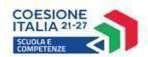 COESIONE
ITALIA 21-27
SCUOLA E
COMPETENZE